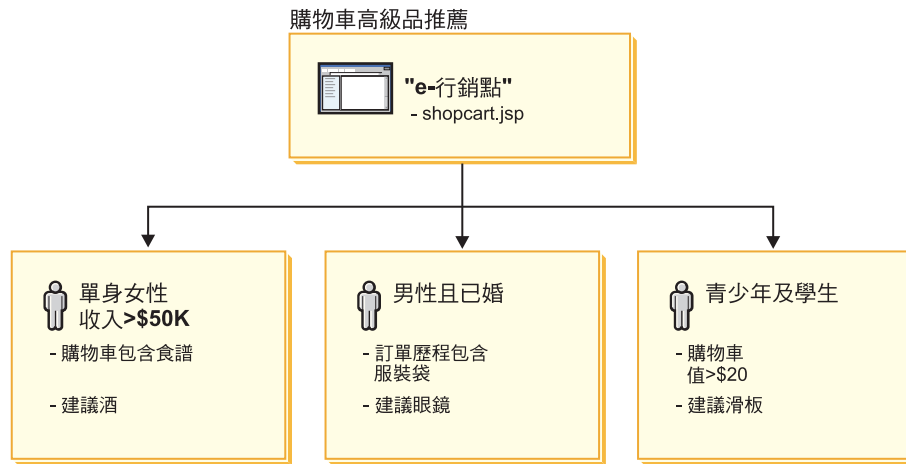 購物車高級品推薦
"e-行銷點"
- shopcart.jsp
單身女性
收入>$50K
- 購物車包含食譜
- 建議酒
男性且已婚
- 訂單歷程包含
服裝袋
- 建議眼鏡
青少年及學生
- 購物車
值>$20
- 建議滑板